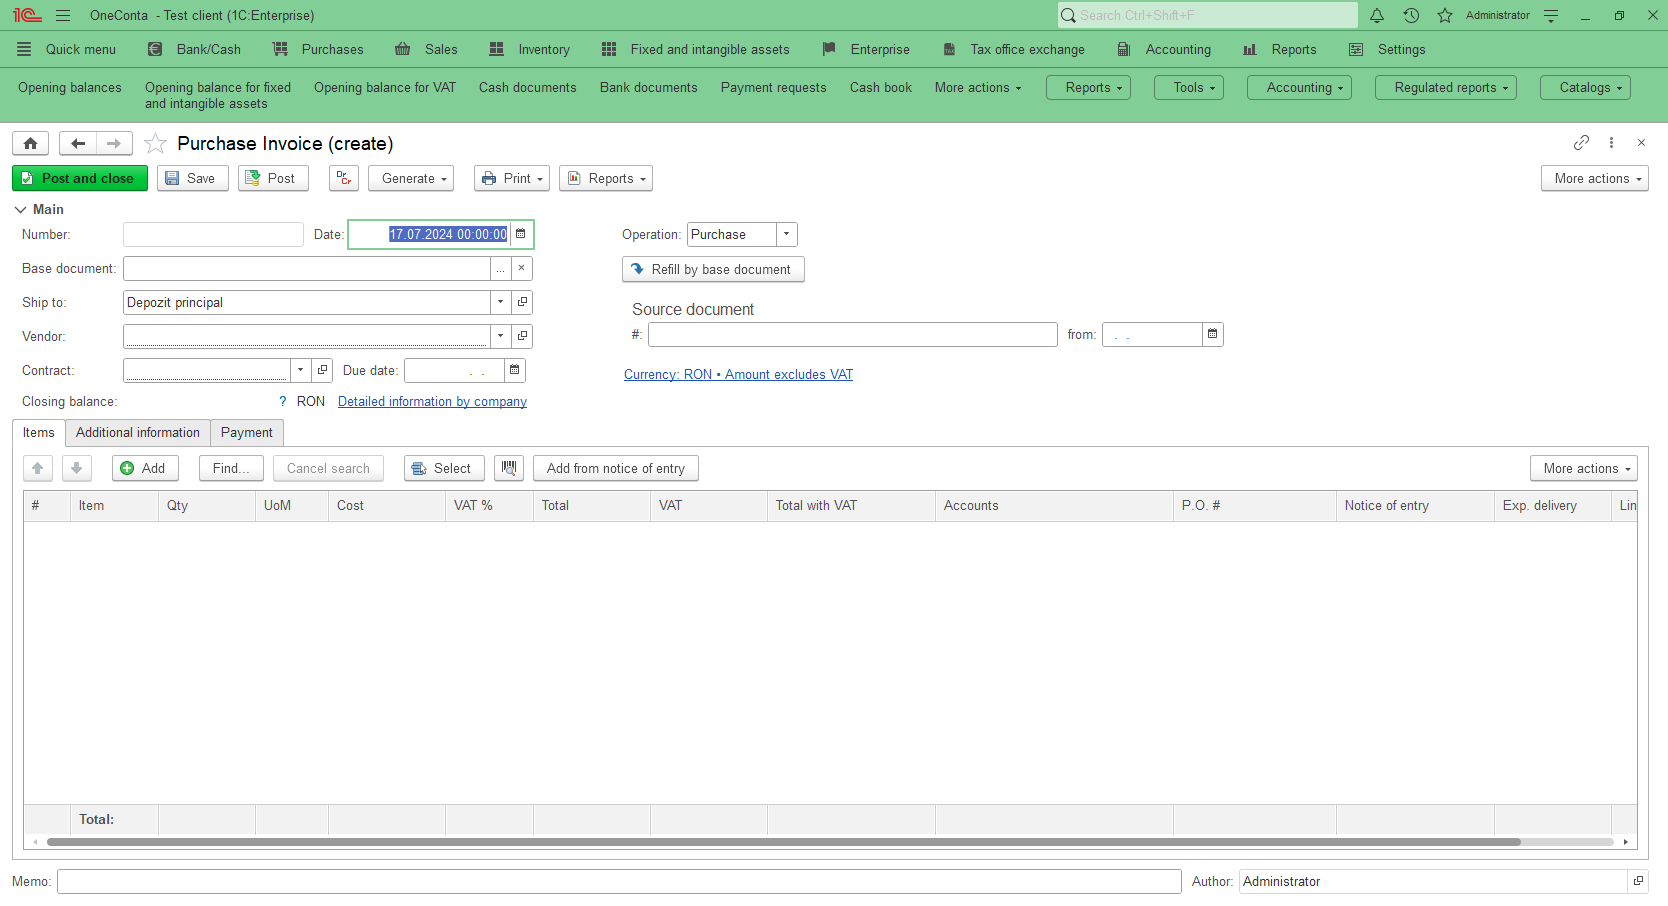 OneConta - Test client (1C:Enterprise)
Search Ctrl+Shift+F
Administrator
Quick menu Bank/Cash Purchases Sales Inventory Fixed and intangible assets Enterprise Tax office exchange Accounting Reports Settings
Opening balances Opening balance for fixed and intangible assets Opening balance for VAT Cash documents Bank documents Payment requests Cash book More actions Reports Tools Accounting Regulated reports Catalogs
Purchase Invoice (create)
Post and close Save Post Dr Cr Generate Print Reports More actions
Main
Number: Date: 17.07.2024 00:00:00 Operation: Purchase
Base document: ... × Refill by base document
Ship to: Depozit principal
Source document
Vendor: #: from: . .
Contract: Due date: . . Currency: RON • Amount excludes VAT
Closing balance: ? RON Detailed information by company
Items Additional information Payment
Add Find... Cancel search Select Add from notice of entry More actions
# Item Qty UoM Cost VAT % Total VAT Total with VAT Accounts P.O. # Notice of entry Exp. delivery Lin
Total:
Memo: Author: Administrator